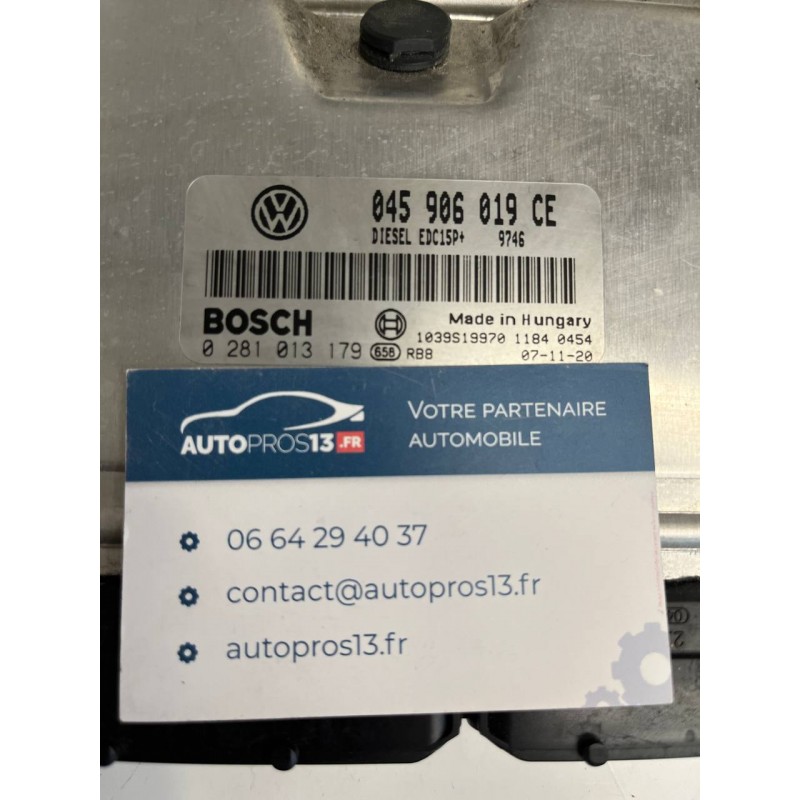 045 906 019 CE
DIESEL EDC15P+ 9746
BOSCH
Made in Hungary
1039S19970 1184 0454
0 281 013 179 658 RB8 07-11-20
AUTOPROS13.FR
VOTRE PARTENAIRE
AUTOMOBILE
06 64 29 40 37
contact@autopros13.fr
autopros13.fr